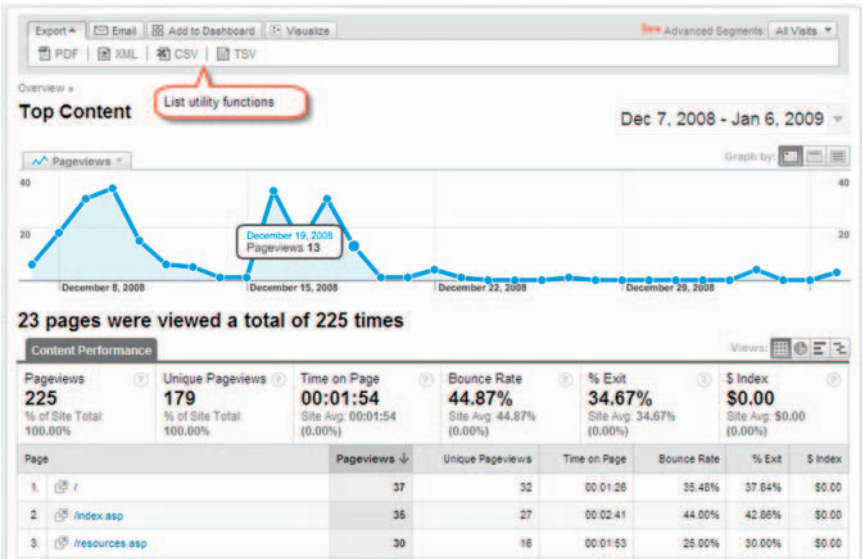 Export Email Add to Dashboard Visualize New Advanced Segments: All Visits
PDF XML CSV TSV
Overview »
List utility functions
Top Content
Dec 7, 2008 - Jan 6, 2009
Pageviews
Graph by:
40 40
20 20
December 19, 2008
Pageviews 13
December 8, 2008 December 15, 2008 December 22, 2008 December 29, 2008
23 pages were viewed a total of 225 times
Content Performance
Views:
Pageviews ? Unique Pageviews ? Time on Page ? Bounce Rate ? % Exit ? $ Index ?
225 179 00:01:54 44.87% 34.67% $0.00
% of Site Total: % of Site Total: Site Avg: 00:01:54 Site Avg: 44.87% Site Avg: 34.67% Site Avg: $0.00
100.00% 100.00% (0.00%) (0.00%) (0.00%) (0.00%)
Page Pageviews Unique Pageviews Time on Page Bounce Rate % Exit $ Index
1. / 37 32 00:01:26 35.48% 37.84% $0.00
2. /index.asp 35 27 00:02:41 44.00% 42.86% $0.00
3. /resources.asp 30 16 00:01:53 25.00% 30.00% $0.00